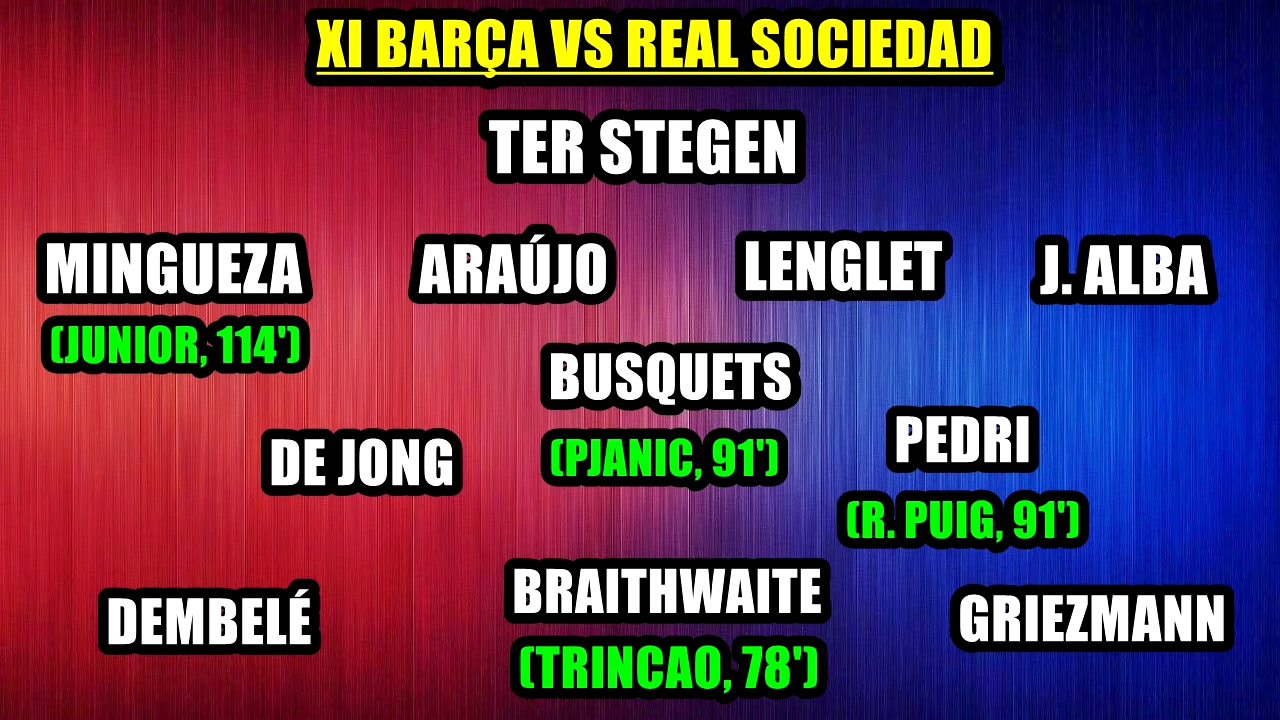 XI BARÇA VS REAL SOCIEDAD
TER STEGEN
MINGUEZA
ARAÚJO
LENGLET
J. ALBA
(JUNIOR, 114')
BUSQUETS
(PJANIC, 91')
DE JONG
PEDRI
(R. PUIG, 91')
DEMBELÉ
BRAITHWAITE
(TRINCAO, 78')
GRIEZMANN